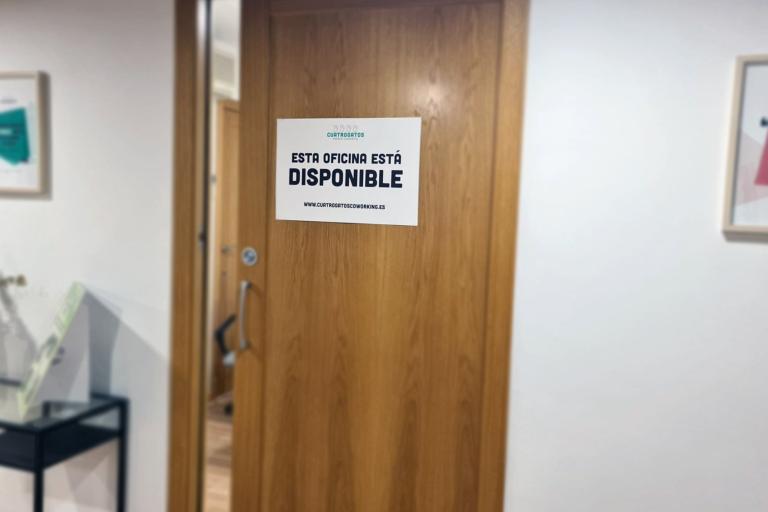 CUATROGATOS
ESTA OFICINA ESTÁ
DISPONIBLE
WWW.CUATROGATOSCOWORKING.ES